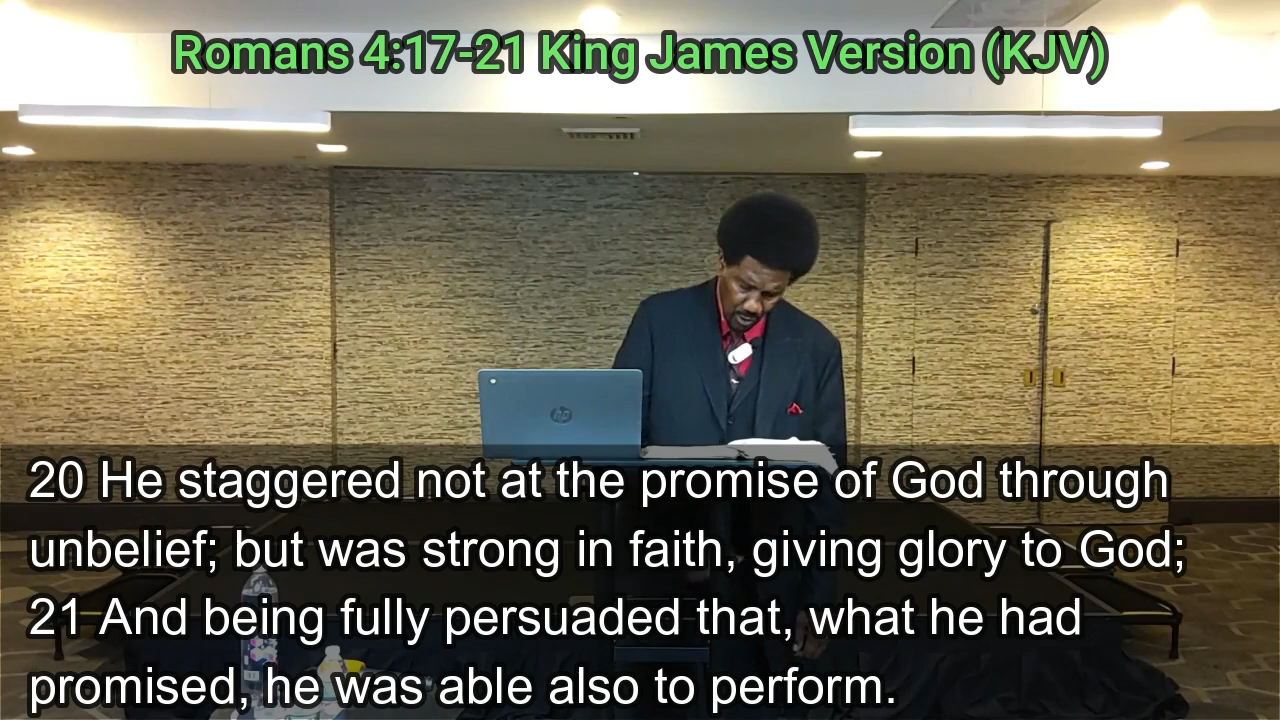 Romans 4:17-21 King James Version (KJV)
hp
20 He staggered not at the promise of God through
unbelief; but was strong in faith, giving glory to God;
21 And being fully persuaded that, what he had
promised, he was able also to perform.